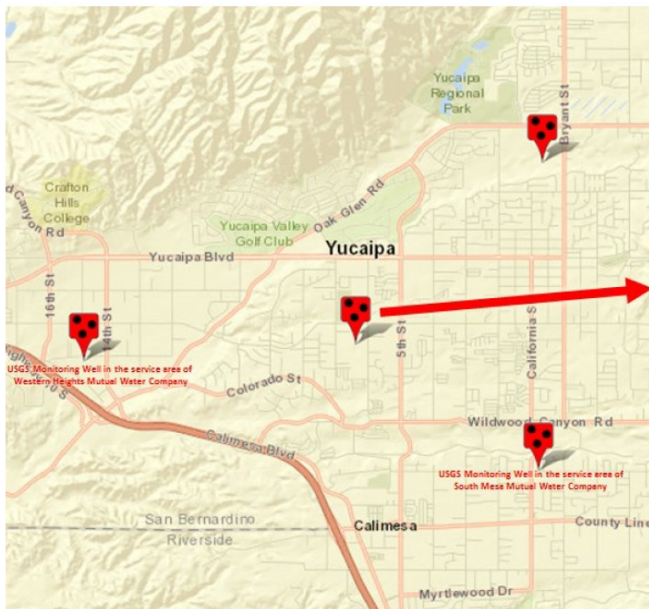 Yucaipa
Regional
Park
Bryant St
Crafton
Hills
College
Canyon Rd
Yucaipa Valley
Golf Club
Oak Glen Rd
Yucaipa
Yucaipa Blvd
16th St
14th St
5th St
California S
USGS Monitoring Well in the service area of
Western Heights Mutual Water Company
Colorado St
Calimesa Blvd
Wildwood Canyon Rd
USGS Monitoring Well in the service area of
South Mesa Mutual Water Company
San Bernardino
Riverside
Calimesa
County Line
Myrtlewood Dr